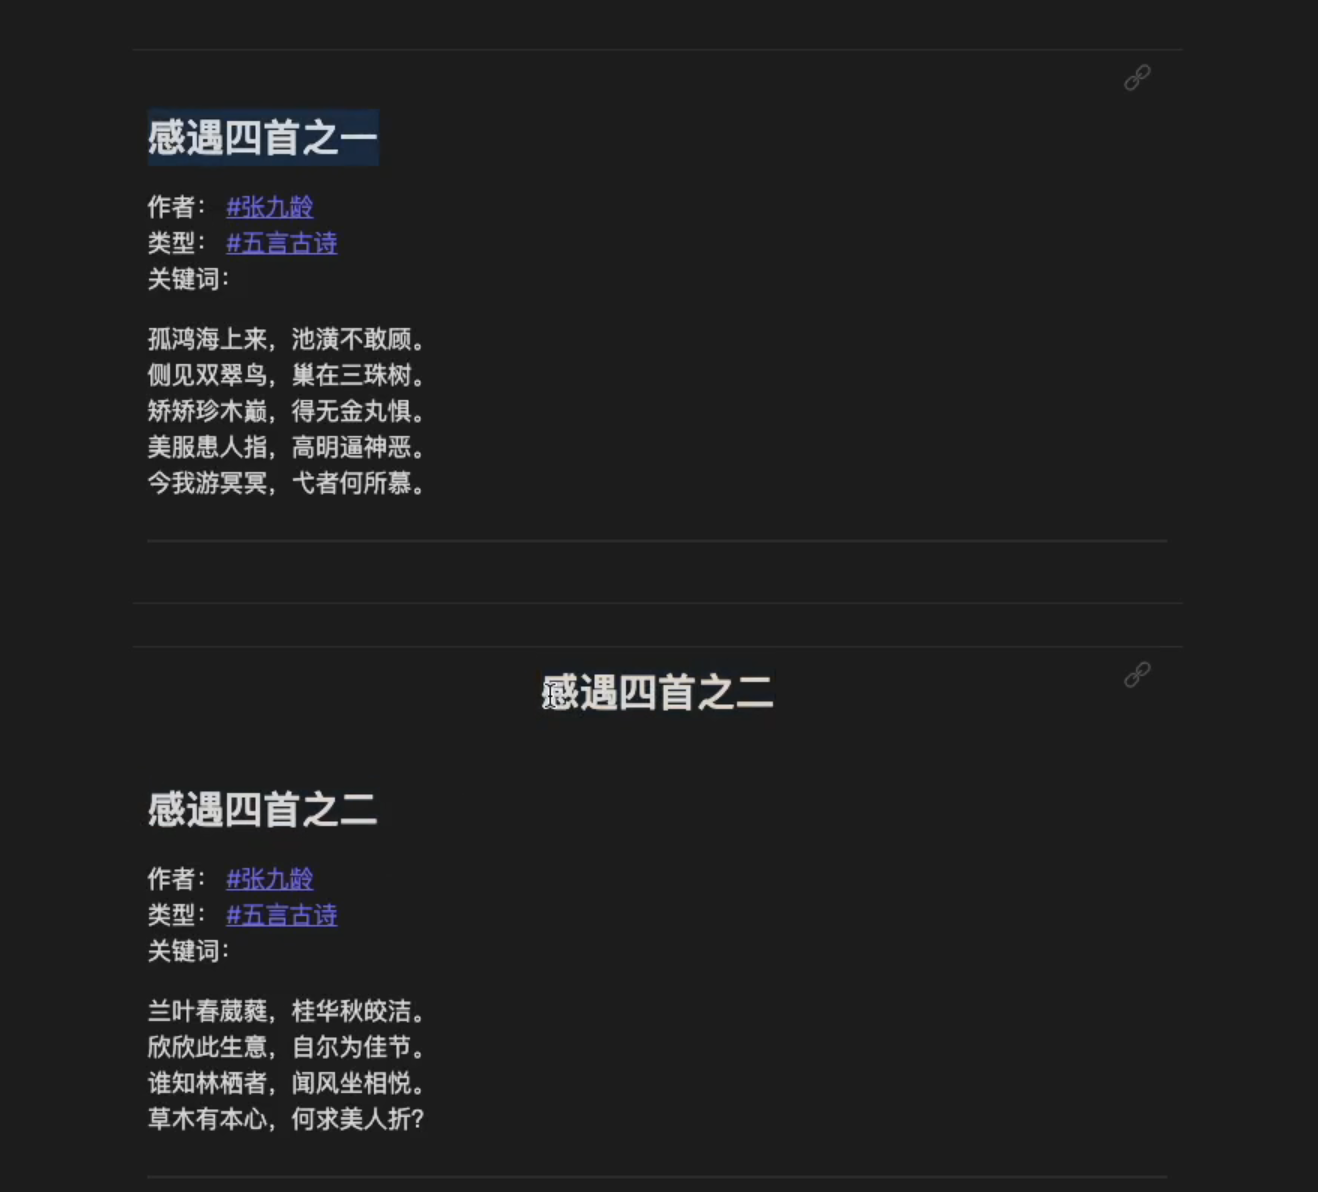 感遇四首之一
作者： #张九龄
类型： #五言古诗
关键词：
孤鸿海上来，池潢不敢顾。
侧见双翠鸟，巢在三珠树。
矫矫珍木巅，得无金丸惧。
美服患人指，高明逼神恶。
今我游冥冥，弋者何所慕。
感遇四首之二
感遇四首之二
作者： #张九龄
类型： #五言古诗
关键词：
兰叶春葳蕤，桂华秋皎洁。
欣欣此生意，自尔为佳节。
谁知林栖者，闻风坐相悦。
草木有本心，何求美人折？